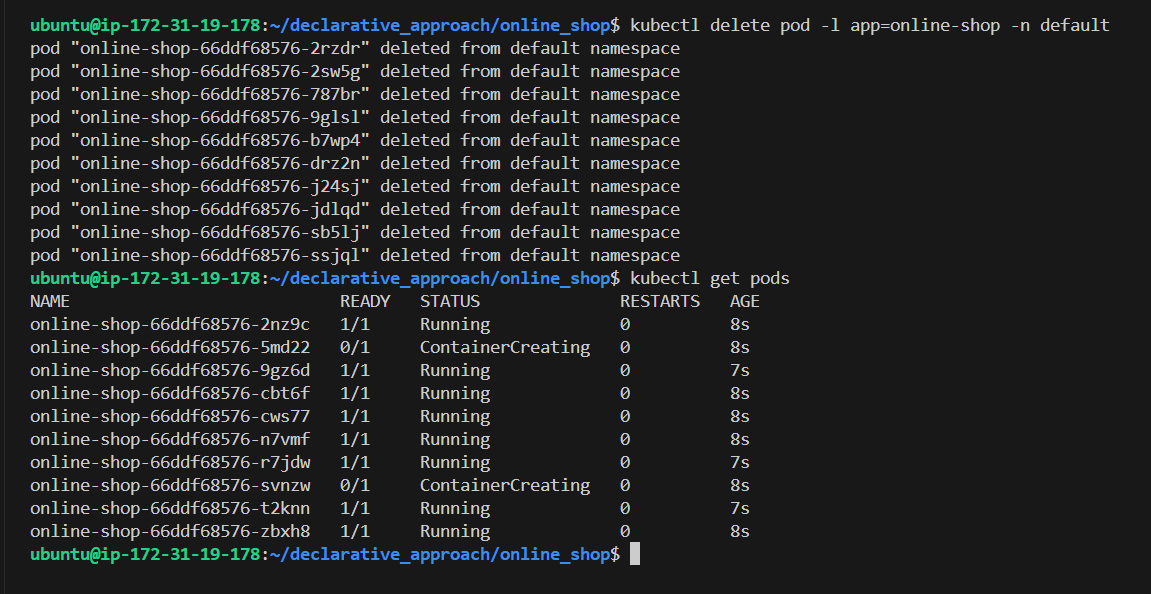 ubuntu@ip-172-31-19-178:~/declarative_approach/online_shop$ kubectl delete pod -l app=online-shop -n default
pod "online-shop-66ddf68576-2rzdr" deleted from default namespace
pod "online-shop-66ddf68576-2sw5g" deleted from default namespace
pod "online-shop-66ddf68576-787br" deleted from default namespace
pod "online-shop-66ddf68576-9glsl" deleted from default namespace
pod "online-shop-66ddf68576-b7wp4" deleted from default namespace
pod "online-shop-66ddf68576-drz2n" deleted from default namespace
pod "online-shop-66ddf68576-j24sj" deleted from default namespace
pod "online-shop-66ddf68576-jdlqd" deleted from default namespace
pod "online-shop-66ddf68576-sb5lj" deleted from default namespace
pod "online-shop-66ddf68576-ssjql" deleted from default namespace
ubuntu@ip-172-31-19-178:~/declarative_approach/online_shop$ kubectl get pods
NAME                           READY   STATUS              RESTARTS   AGE
online-shop-66ddf68576-2nz9c   1/1     Running             0          8s
online-shop-66ddf68576-5md22   0/1     ContainerCreating   0          8s
online-shop-66ddf68576-9gz6d   1/1     Running             0          7s
online-shop-66ddf68576-cbt6f   1/1     Running             0          8s
online-shop-66ddf68576-cws77   1/1     Running             0          8s
online-shop-66ddf68576-n7vmf   1/1     Running             0          8s
online-shop-66ddf68576-r7jdw   1/1     Running             0          7s
online-shop-66ddf68576-svnzw   0/1     ContainerCreating   0          8s
online-shop-66ddf68576-t2knn   1/1     Running             0          7s
online-shop-66ddf68576-zbxh8   1/1     Running             0          8s
ubuntu@ip-172-31-19-178:~/declarative_approach/online_shop$